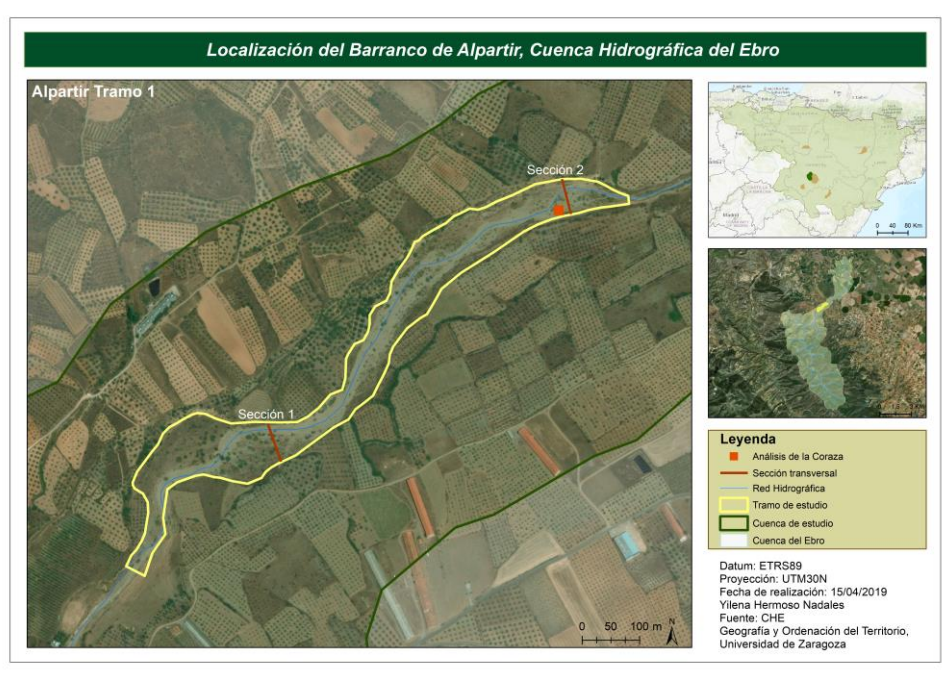 Localización del Barranco de Alpartir, Cuenca Hidrográfica del Ebro
Alpartir Tramo 1
Sección 2
Sección 1
0 50 100 m
N
Madrid
0 40 80 Km
Leyenda
Análisis de la Coraza
Sección transversal
Red Hidrográfica
Tramo de estudio
Cuenca de estudio
Cuenca del Ebro
Datum: ETRS89
Proyección: UTM30N
Fecha de realización: 15/04/2019
Yilena Hermoso Nadales
Fuente: CHE
Geografía y Ordenación del Territorio,
Universidad de Zaragoza